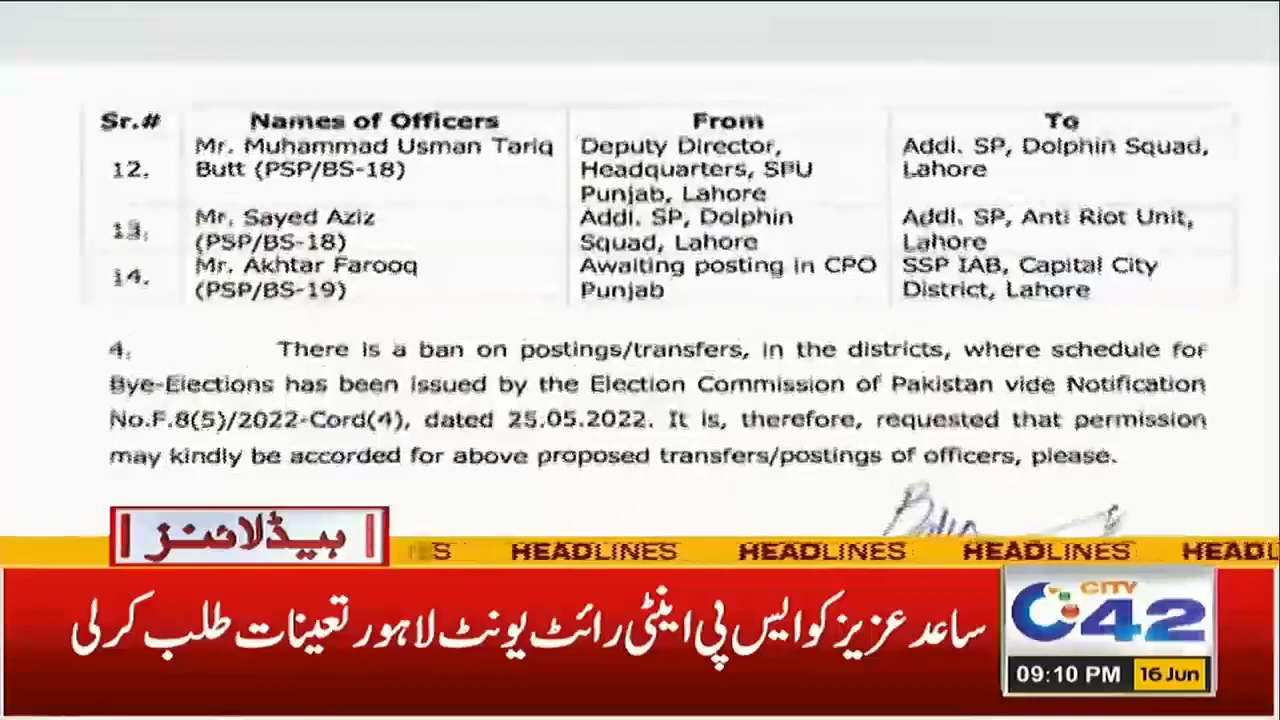 Sr.# Names of Officers From To
Mr. Muhammad Usman Tariq Deputy Director, Addl. SP, Dolphin Squad,
12. Butt (PSP/BS-18) Headquarters, SPU Lahore
Punjab, Lahore
Mr. Sayed Aziz Addl. SP, Dolphin Addl. SP, Anti Riot Unit,
13. (PSP/BS-18) Squad, Lahore Lahore
Mr. Akhtar Farooq Awaiting posting in CPO SSP IAB, Capital City
14. (PSP/BS-19) Punjab District, Lahore
4. There is a ban on postings/transfers, in the districts, where schedule for
Bye-Elections has been issued by the Election Commission of Pakistan vide Notification
No.F.8(5)/2022-Cord(4), dated 25.05.2022. It is, therefore, requested that permission
may kindly be accorded for above proposed transfers/postings of officers, please.
ہیڈلائنز
HEADLINES HEADLINES HEADLINES HEADL
ساعد عزیز کو ایس پی اینٹی رائٹ یونٹ لاہور تعینات طلب کرلی
CITY
42
09:10 PM 16 Jun